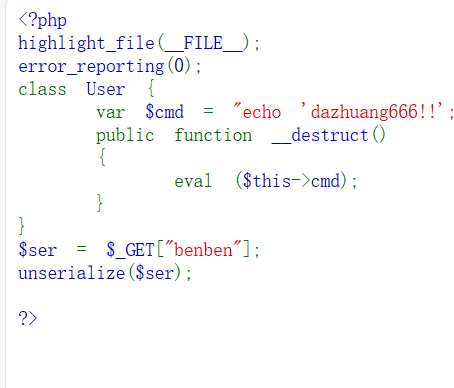 <?php
highlight_file(__FILE__);
error_reporting(0);
class User {
var $cmd = "echo 'dazhuang666!!';
public function __destruct()
{
eval ($this->cmd);
}
}
$ser = $_GET["benben"];
unserialize($ser);
?>